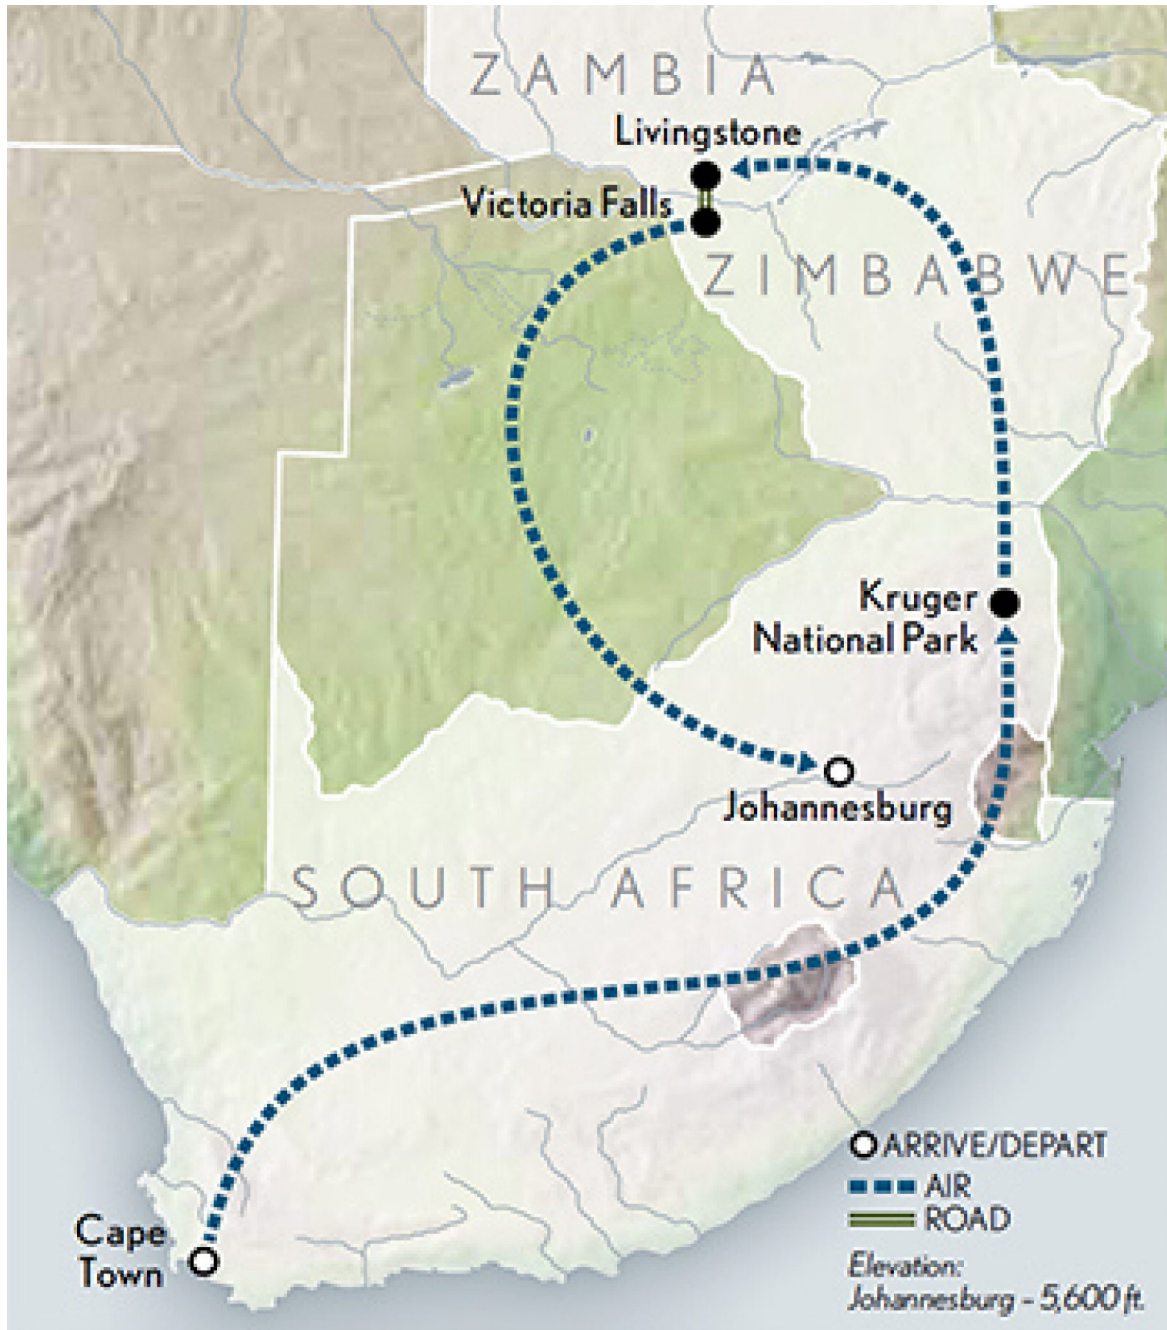 ZAMBIA
Livingstone
Victoria Falls
ZIMBABWE
Kruger
National Park
Johannesburg
SOUTH AFRICA
Cape
Town
ARRIVE/DEPART
AIR
ROAD
Elevation:
Johannesburg – 5,600 ft.